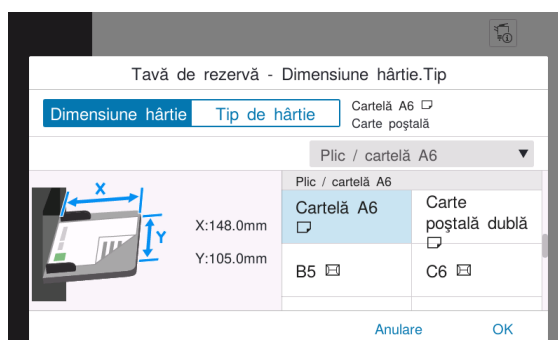 Tavă de rezervă - Dimensiune hârtie.Tip
Dimensiune hârtie
Tip de hârtie
Cartelă A6
Carte poştală
Plic / cartelă A6 ▼
Plic / cartelă A6
X
Y
X:148.0mm
Y:105.0mm
Cartelă A6
Carte
poştală dublă
B5
C6
Anulare
OK